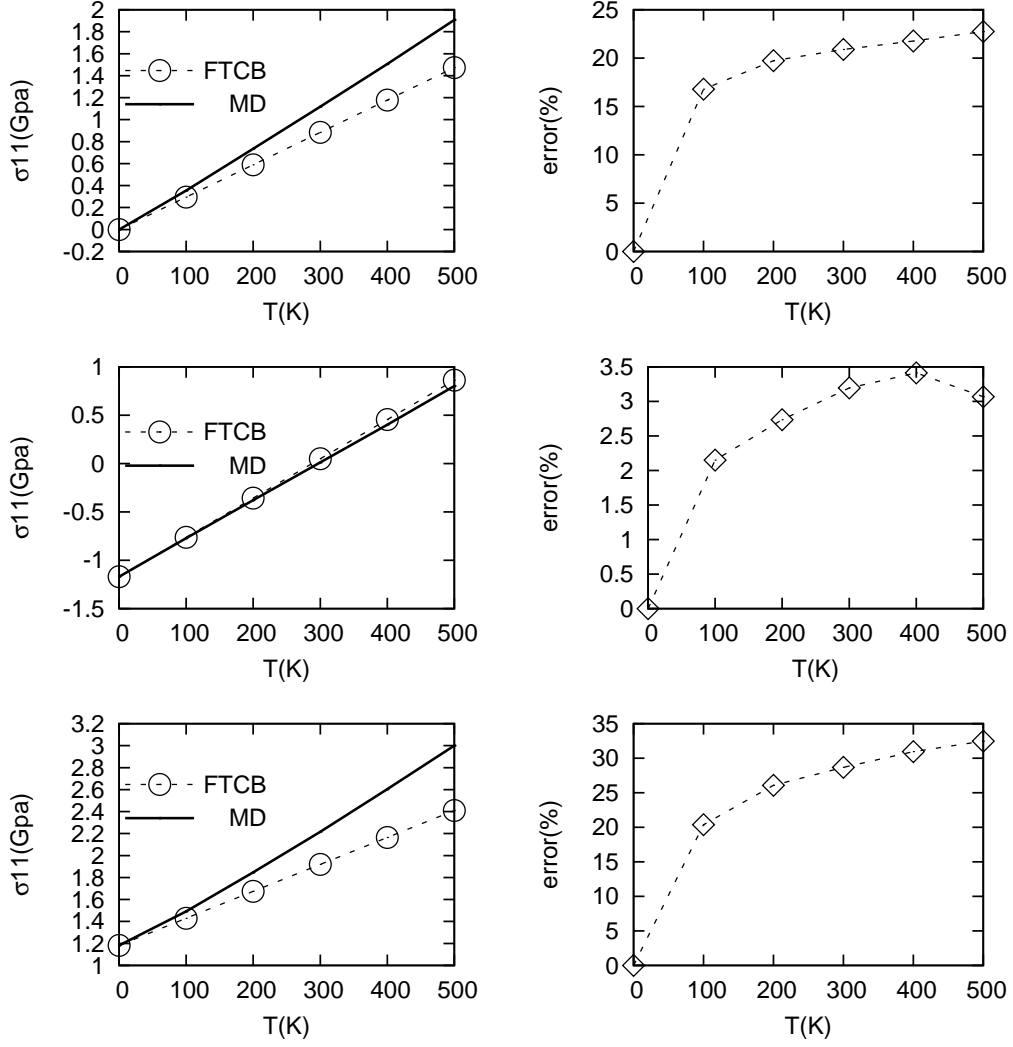 2
1.8
1.6
1.4
1.2
1
0.8
0.6
0.4
0.2
0
-0.2
σ11(Gpa)
FTCB
MD
0 100 200 300 400 500
T(K)
25
20
15
10
5
0
error(%)
0 100 200 300 400 500
T(K)
1
0.5
0
-0.5
-1
-1.5
σ11(Gpa)
FTCB
MD
0 100 200 300 400 500
T(K)
3.5
3
2.5
2
1.5
1
0.5
0
error(%)
0 100 200 300 400 500
T(K)
3.2
3
2.8
2.6
2.4
2.2
2
1.8
1.6
1.4
1.2
1
σ11(Gpa)
FTCB
MD
0 100 200 300 400 500
T(K)
35
30
25
20
15
10
5
0
error(%)
0 100 200 300 400 500
T(K)